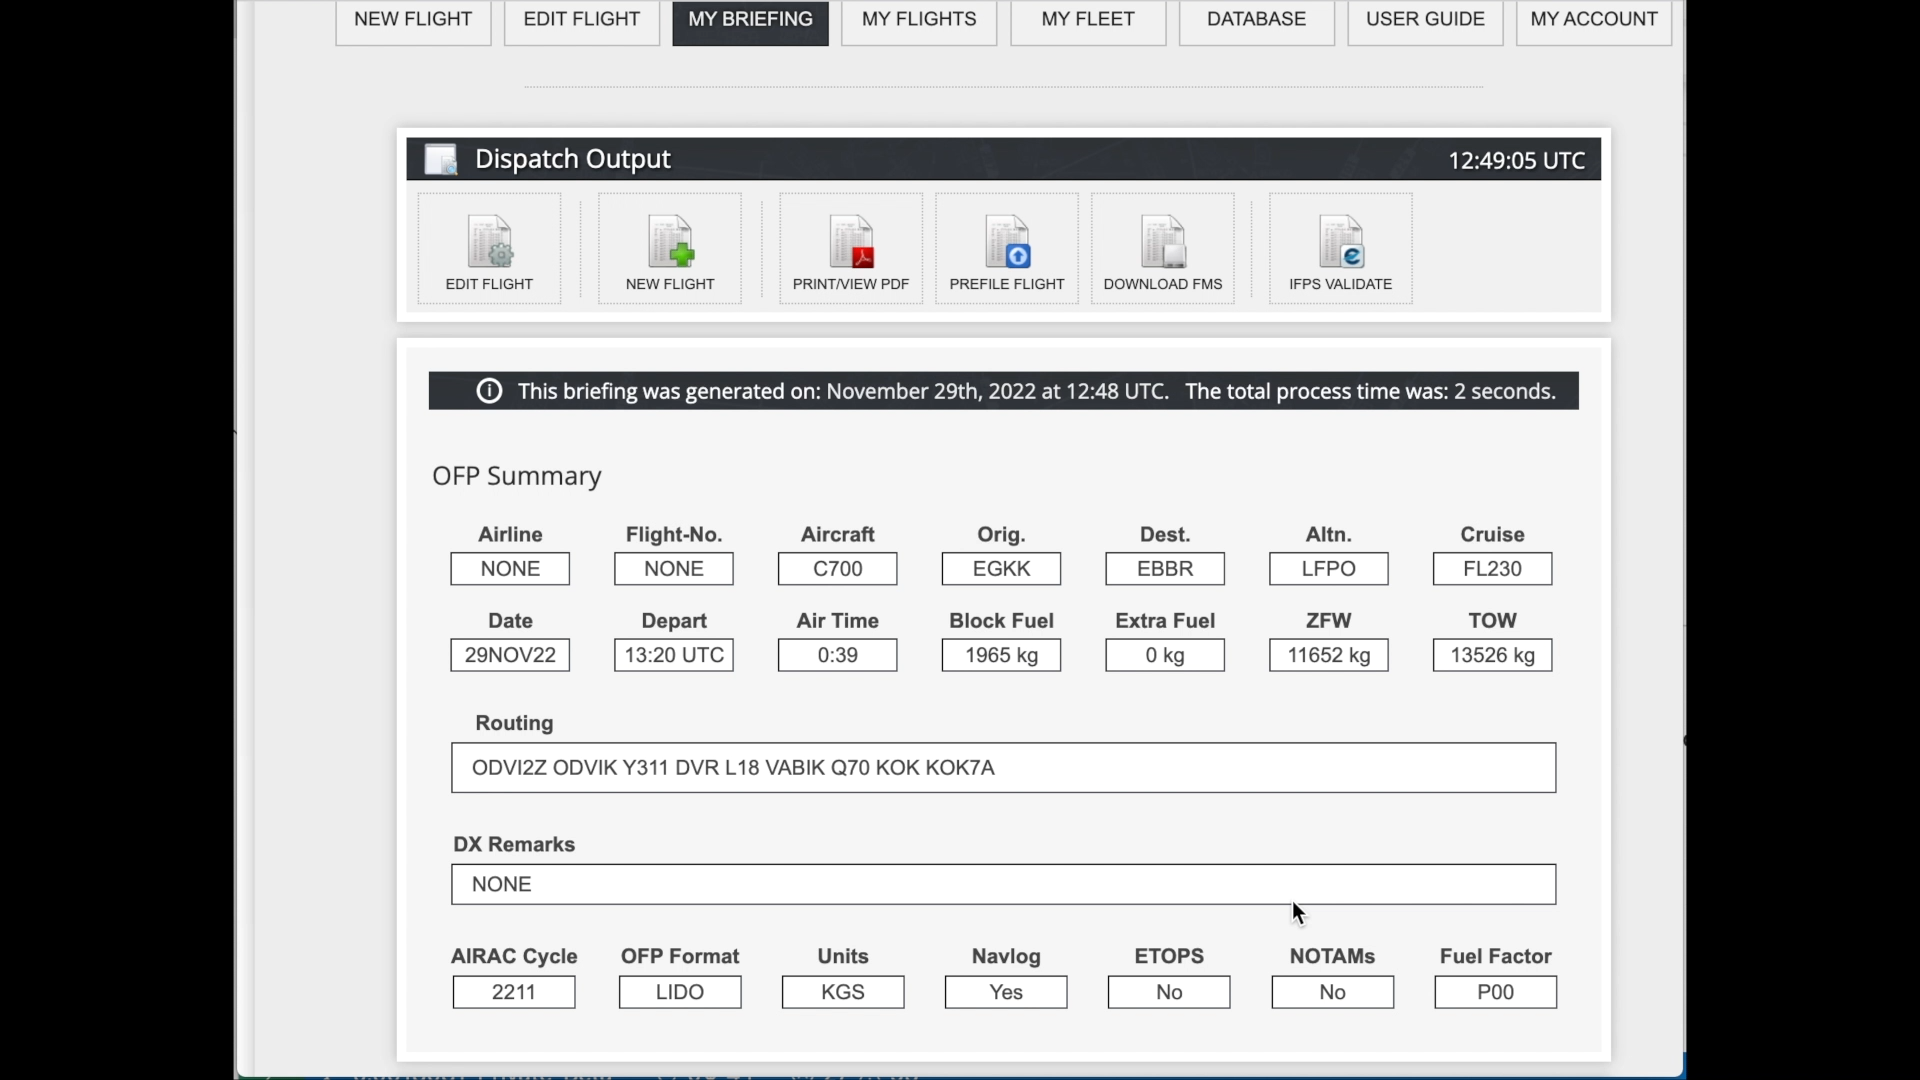 NEW FLIGHT EDIT FLIGHT MY BRIEFING MY FLIGHTS MY FLEET DATABASE USER GUIDE MY ACCOUNT
Dispatch Output 12:49:05 UTC
EDIT FLIGHT NEW FLIGHT PRINT/VIEW PDF PREFILE FLIGHT DOWNLOAD FMS IFPS VALIDATE
This briefing was generated on: November 29th, 2022 at 12:48 UTC. The total process time was: 2 seconds.
OFP Summary
Airline Flight-No. Aircraft Orig. Dest. Altn. Cruise
NONE NONE C700 EGKK EBBR LFPO FL230
Date Depart Air Time Block Fuel Extra Fuel ZFW TOW
29NOV22 13:20 UTC 0:39 1965 kg 0 kg 11652 kg 13526 kg
Routing
ODVI2Z ODVIK Y311 DVR L18 VABIK Q70 KOK KOK7A
DX Remarks
NONE
AIRAC Cycle OFP Format Units Navlog ETOPS NOTAMs Fuel Factor
2211 LIDO KGS Yes No No P00